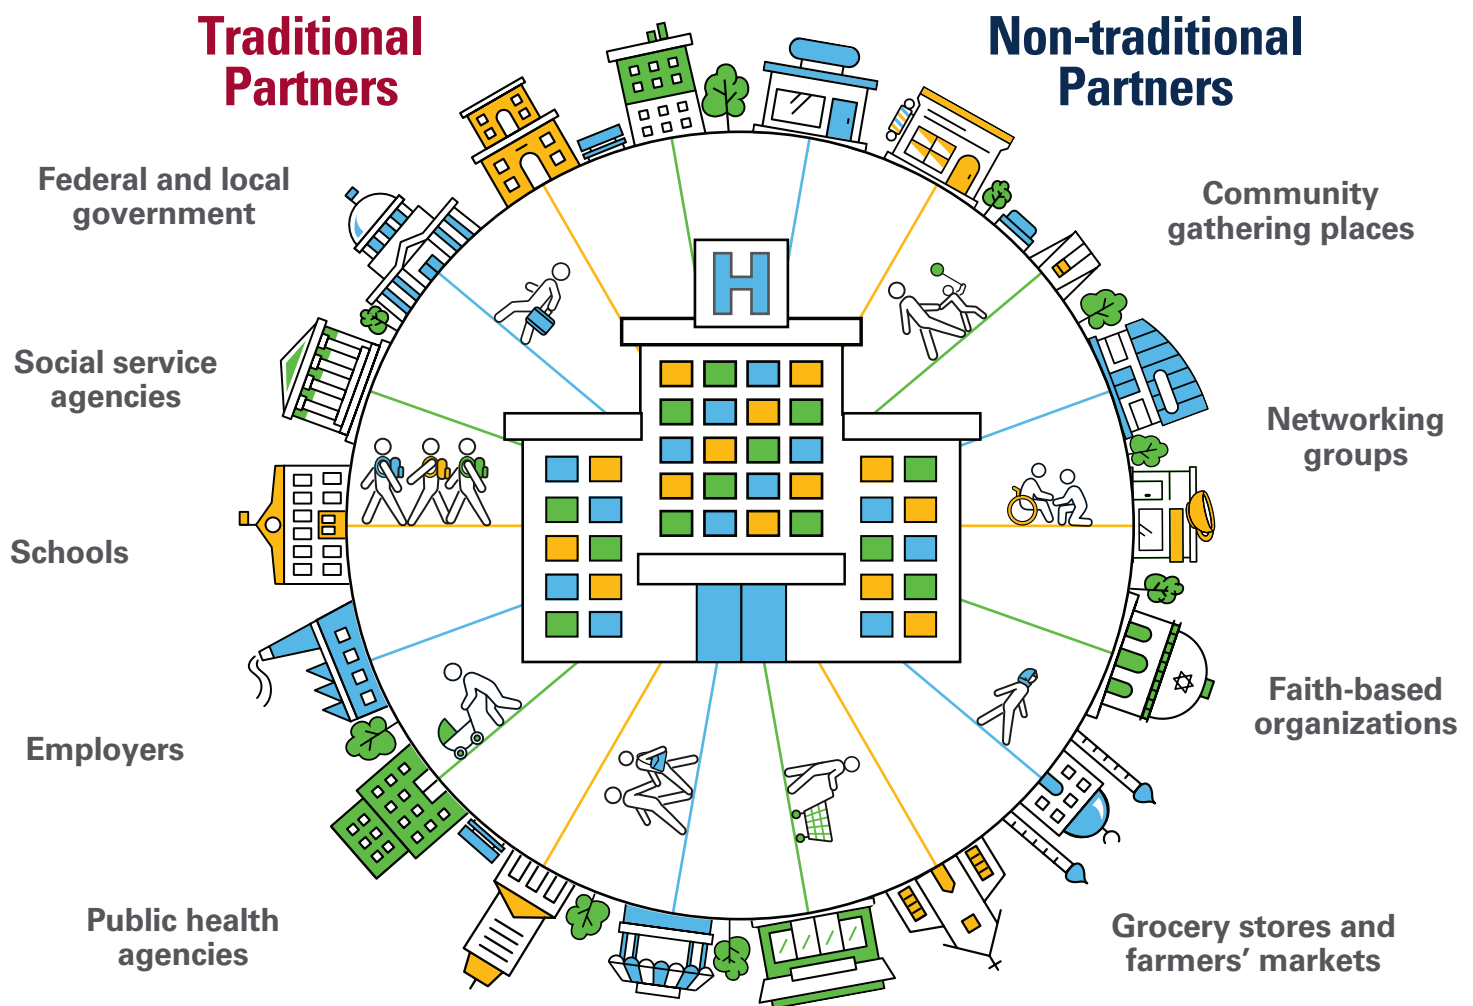 Traditional
Partners
Non-traditional
Partners
Federal and local
government
Social service
agencies
Schools
Employers
Public health
agencies
Community
gathering places
Networking
groups
Faith-based
organizations
Grocery stores and
farmers’ markets
H